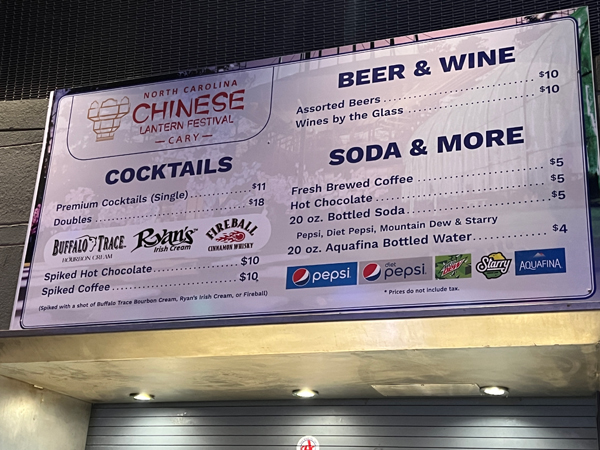 NORTH CAROLINA
CHINESE
LANTERN FESTIVAL
— CARY —
COCKTAILS
Premium Cocktails (Single) $11
Doubles $18
BUFFALO TRACE
BOURBON CREAM
Ryan's
Irish Cream
FIREBALL
CINNAMON WHISKY
Spiked Hot Chocolate $10
Spiked Coffee $10
(Spiked with a shot of Buffalo Trace Bourbon Cream, Ryan's Irish Cream, or Fireball)
BEER & WINE
Assorted Beers $10
Wines by the Glass $10
SODA & MORE
Fresh Brewed Coffee $5
Hot Chocolate $5
20 oz. Bottled Soda $5
Pepsi, Diet Pepsi, Mountain Dew & Starry
20 oz. Aquafina Bottled Water $4
pepsi
diet
pepsi
Starry
AQUAFINA
* Prices do not include tax.